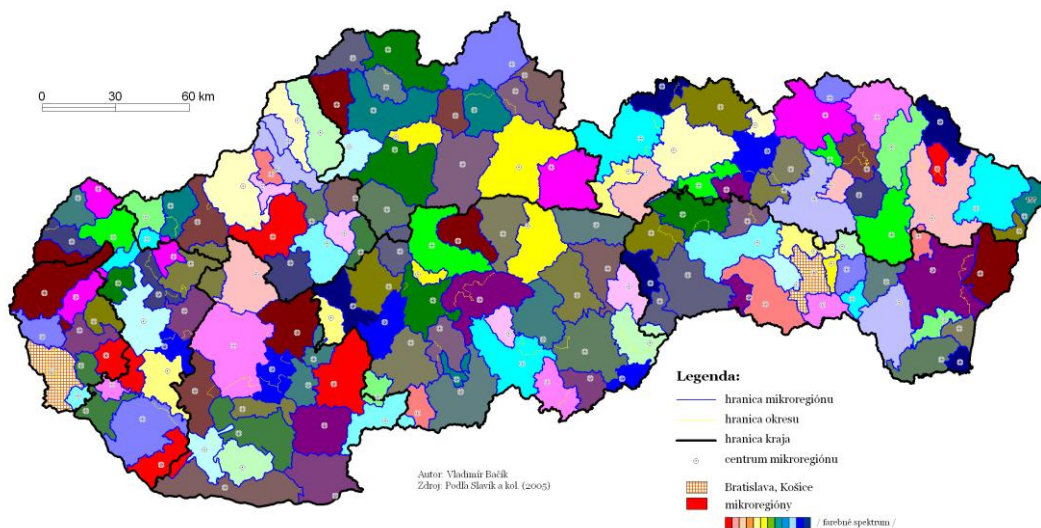 0 30 60 km
Legenda:
hranica mikroregiónu
hranica okresu
hranica kraja
centrum mikroregiónu
Bratislava, Košice
mikroregióny
/ farebné spektrum /
Autor: Vladimír Bačík
Zdroj: Podľa Slavík a kol. (2005)